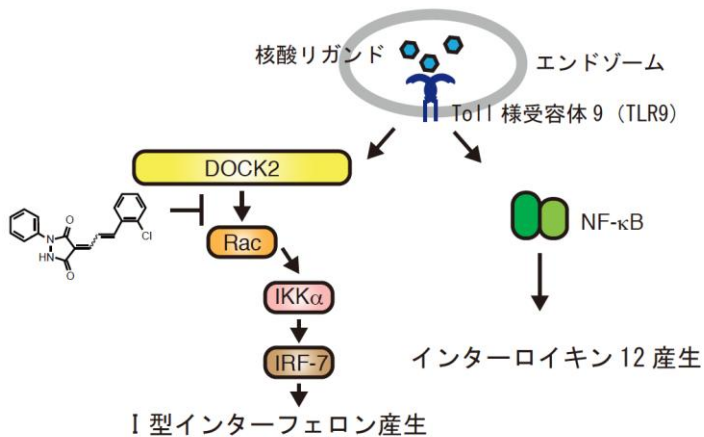 核酸リガンド
エンドゾーム
Toll 様受容体 9（TLR9）
DOCK2
O
N
HN
O
Cl
Rac
NF-κB
IKKα
IRF-7
インターロイキン 12 産生
Ⅰ 型インターフェロン産生